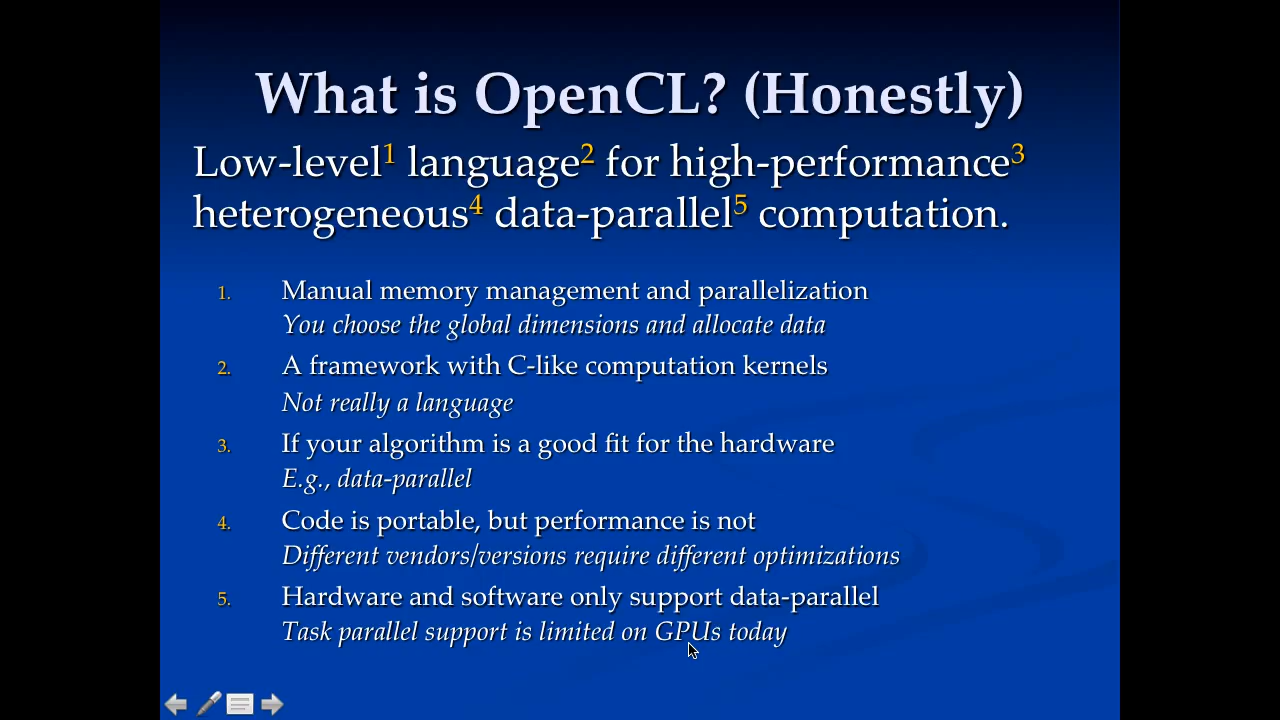 What is OpenCL? (Honestly)
Low-level1 language2 for high-performance3
heterogeneous4 data-parallel5 computation.
1. Manual memory management and parallelization
You choose the global dimensions and allocate data
2. A framework with C-like computation kernels
Not really a language
3. If your algorithm is a good fit for the hardware
E.g., data-parallel
4. Code is portable, but performance is not
Different vendors/versions require different optimizations
5. Hardware and software only support data-parallel
Task parallel support is limited on GPUs today